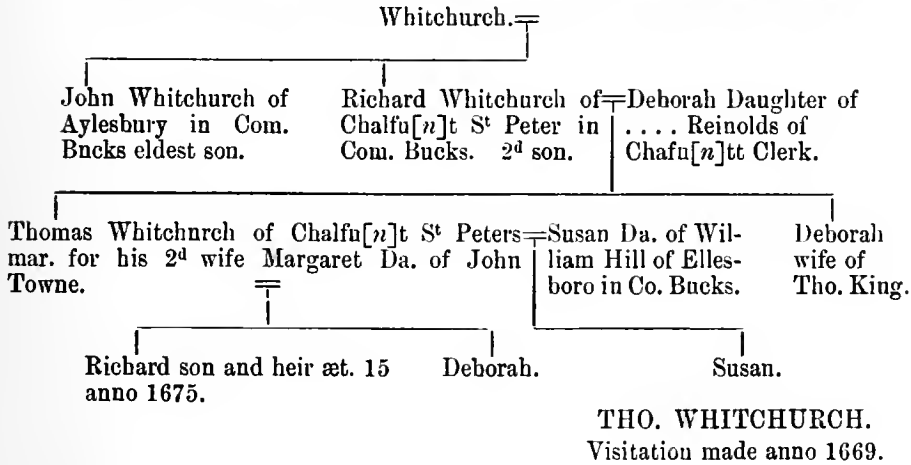 Whitchurch.
John Whitchurch of
Aylesbury in Com.
Bucks eldest son.
Richard Whitchurch of
Chalfu[n]t St Peter in
Com. Bucks. 2d son.
Deborah Daughter of
. . . . Reinolds of
Chafu[n]tt Clerk.
Thomas Whitchurch of Chalfu[n]t St Peters
mar. for his 2d wife Margaret Da. of John
Towne.
Susan Da. of Wil-
liam Hill of Elles-
boro in Co. Bucks.
Deborah
wife of
Tho. King.
Richard son and heir æt. 15
anno 1675.
Deborah.
Susan.
THO. WHITCHURCH.
Visitation made anno 1669.